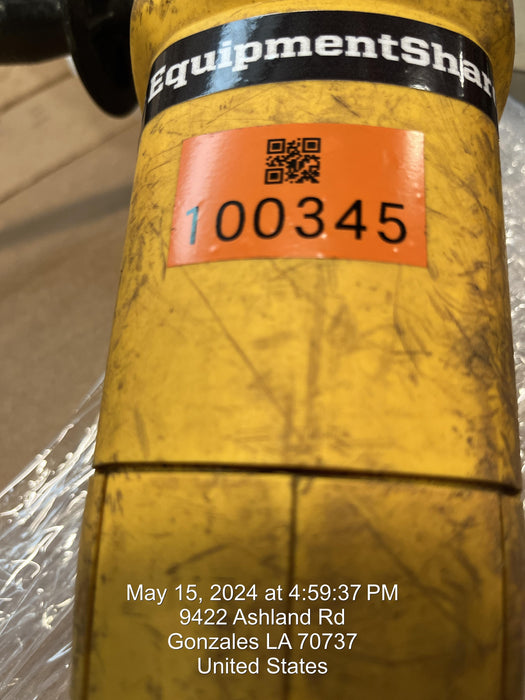 EquipmentShar
100345
May 15, 2024 at 4:59:37 PM
9422 Ashland Rd
Gonzales LA 70737
United States